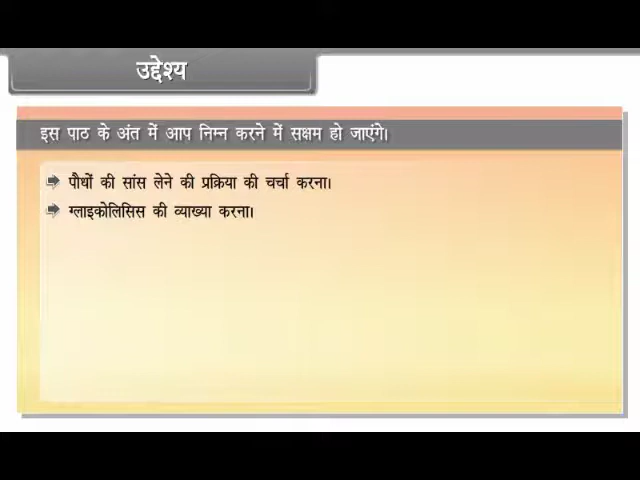 उद्देश्य
इस पाठ के अंत में आप निम्न करने में सक्षम हो जाएंगे।
पौधों की सांस लेने की प्रक्रिया की चर्चा करना।
ग्लाइकोलिसिस की व्याख्या करना।